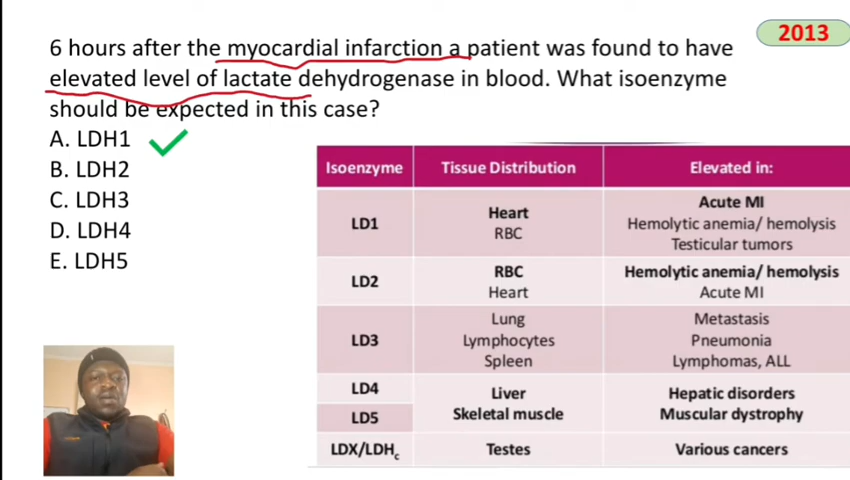 2013
6 hours after the myocardial infarction a patient was found to have
elevated level of lactate dehydrogenase in blood. What isoenzyme
should be expected in this case?
A. LDH1
B. LDH2
C. LDH3
D. LDH4
E. LDH5
Isoenzyme Tissue Distribution Elevated in:
LD1
Heart
RBC
Acute MI
Hemolytic anemia/ hemolysis
Testicular tumors
LD2
RBC
Heart
Hemolytic anemia/ hemolysis
Acute MI
LD3
Lung
Lymphocytes
Spleen
Metastasis
Pneumonia
Lymphomas, ALL
LD4
LD5
Liver
Skeletal muscle
Hepatic disorders
Muscular dystrophy
LDX/LDHc Testes Various cancers